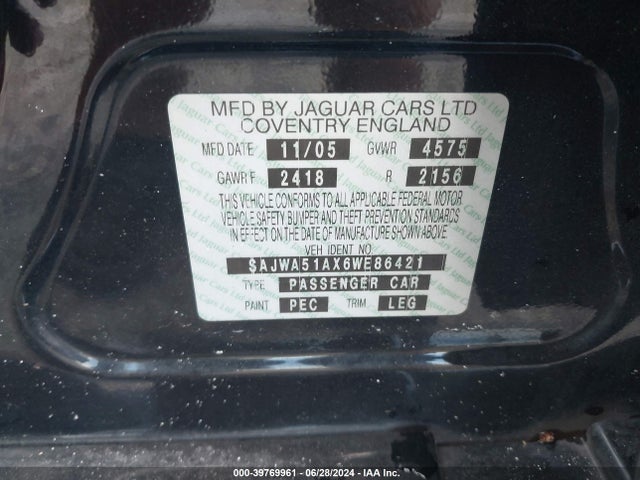 MFD BY JAGUAR CARS LTD
COVENTRY ENGLAND
MFD DATE 11/05 GVWR 4575
GAWR F 2418 R 2156
THIS VEHICLE CONFORMS TO ALL APPLICABLE FEDERAL MOTOR
VEHICLE SAFETY BUMPER AND THEFT PREVENTION STANDARDS
IN EFFECT ON THE DATE OF MANUFACTURE SHOWN ABOVE
VEH IDENT NO
SAJWA51AX6WE86421
TYPE PASSENGER CAR
PAINT PEC TRIM LEG
000-39769961 - 06/28/2024 - IAA Inc.